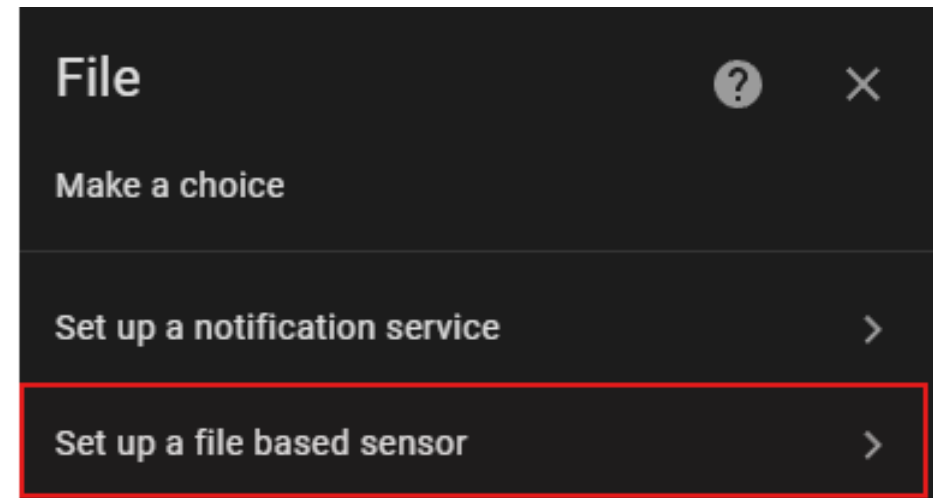 File
Make a choice
Set up a notification service
Set up a file based sensor